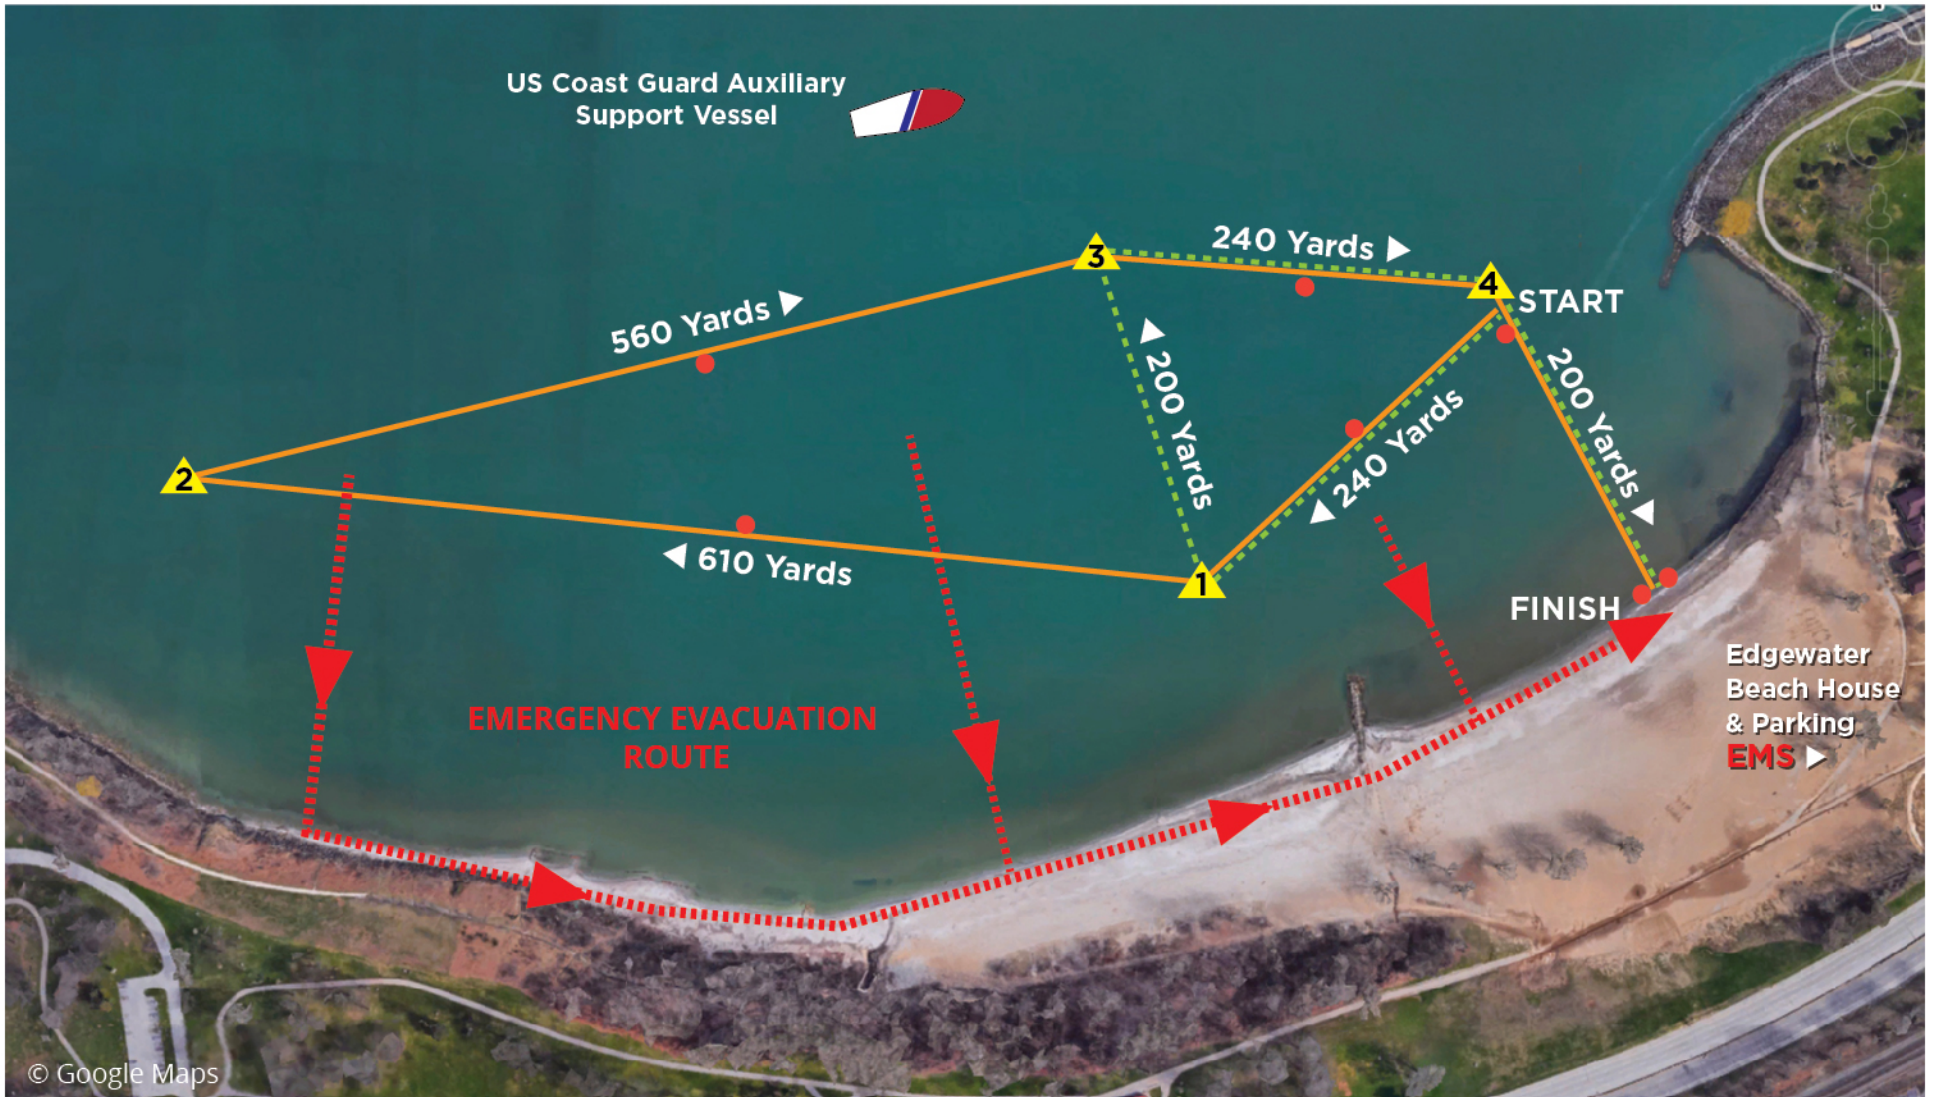 N
US Coast Guard Auxiliary
Support Vessel
560 Yards
3
240 Yards
4
START
200 Yards
240 Yards
200 Yards
2
610 Yards
1
FINISH
Edgewater
Beach House
& Parking
EMS
EMERGENCY EVACUATION
ROUTE
© Google Maps